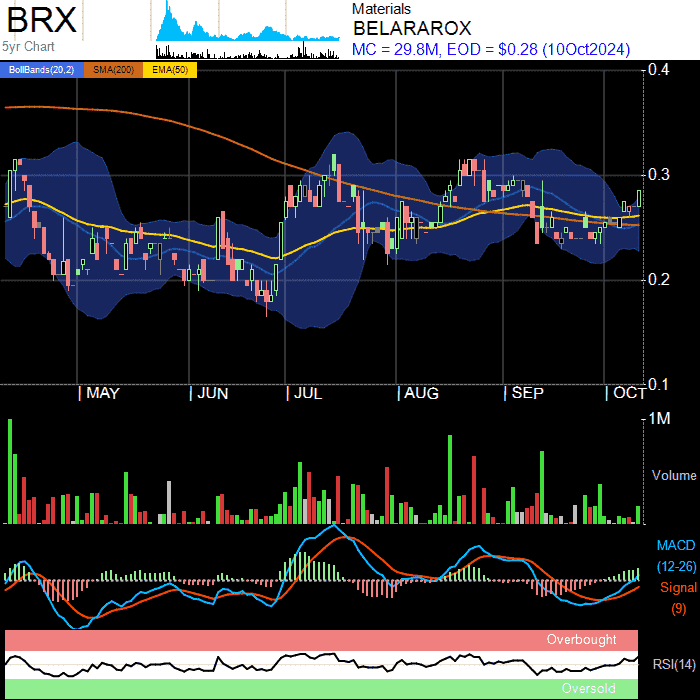 BRX
5yr Chart
Materials
BELARAROX
MC = 29.8M, EOD = $0.28 (10Oct2024)
BollBands(20,2) SMA(200) EMA(50)
0.4
0.3
0.2
0.1
| MAY | JUN | JUL | AUG | SEP | OCT
1M
Volume
MACD
(12-26)
Signal
(9)
Overbought
RSI(14)
Oversold